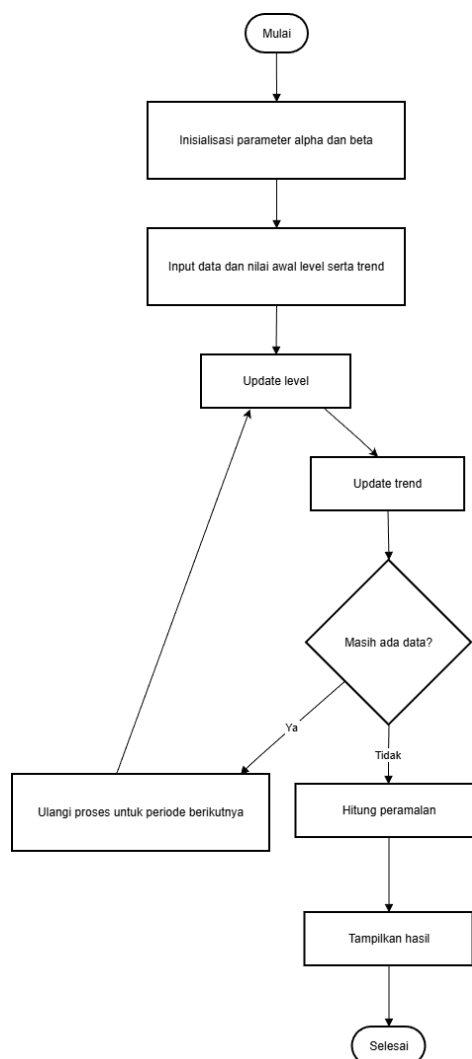 Mulai
Inisialisasi parameter alpha dan beta
Input data dan nilai awal level serta trend
Update level
Update trend
Masih ada data?
Ya
Tidak
Ulangi proses untuk periode berikutnya
Hitung peramalan
Tampilkan hasil
Selesai